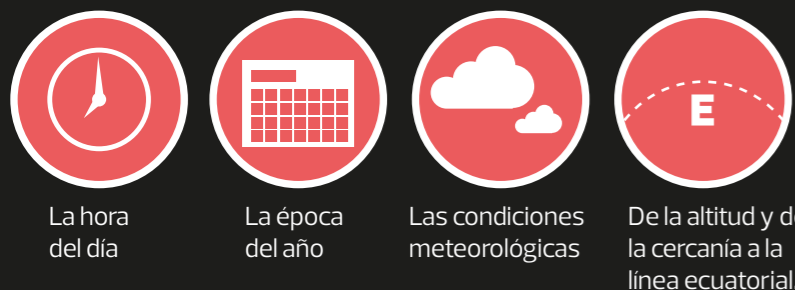 E
La hora
del día
La época
del año
Las condiciones
meteorológicas
De la altitud y de
la cercanía a la
línea ecuatorial.